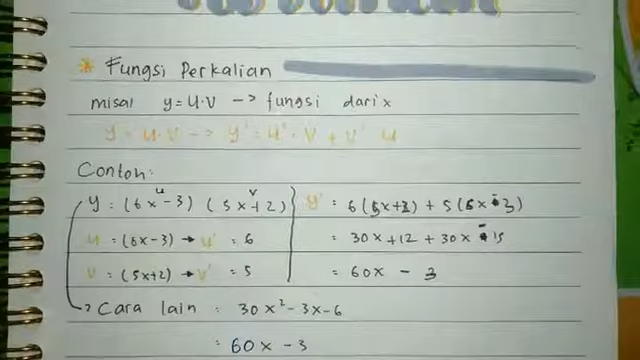 * Fungsi Perkalian
misal y = u.v -> fungsi dari x
y = u.v -> y' = u'. v + v' u
Contoh:
u v
y = (6x-3) (5x+2) y' = 6(5x+2) + 5(6x-3)
u = (6x-3) → u' = 6 = 30x+12 + 30x - 15
v = (5x+2) → v' = 5 = 60x - 3
-> Cara lain : 30x² - 3x - 6
= 60x - 3